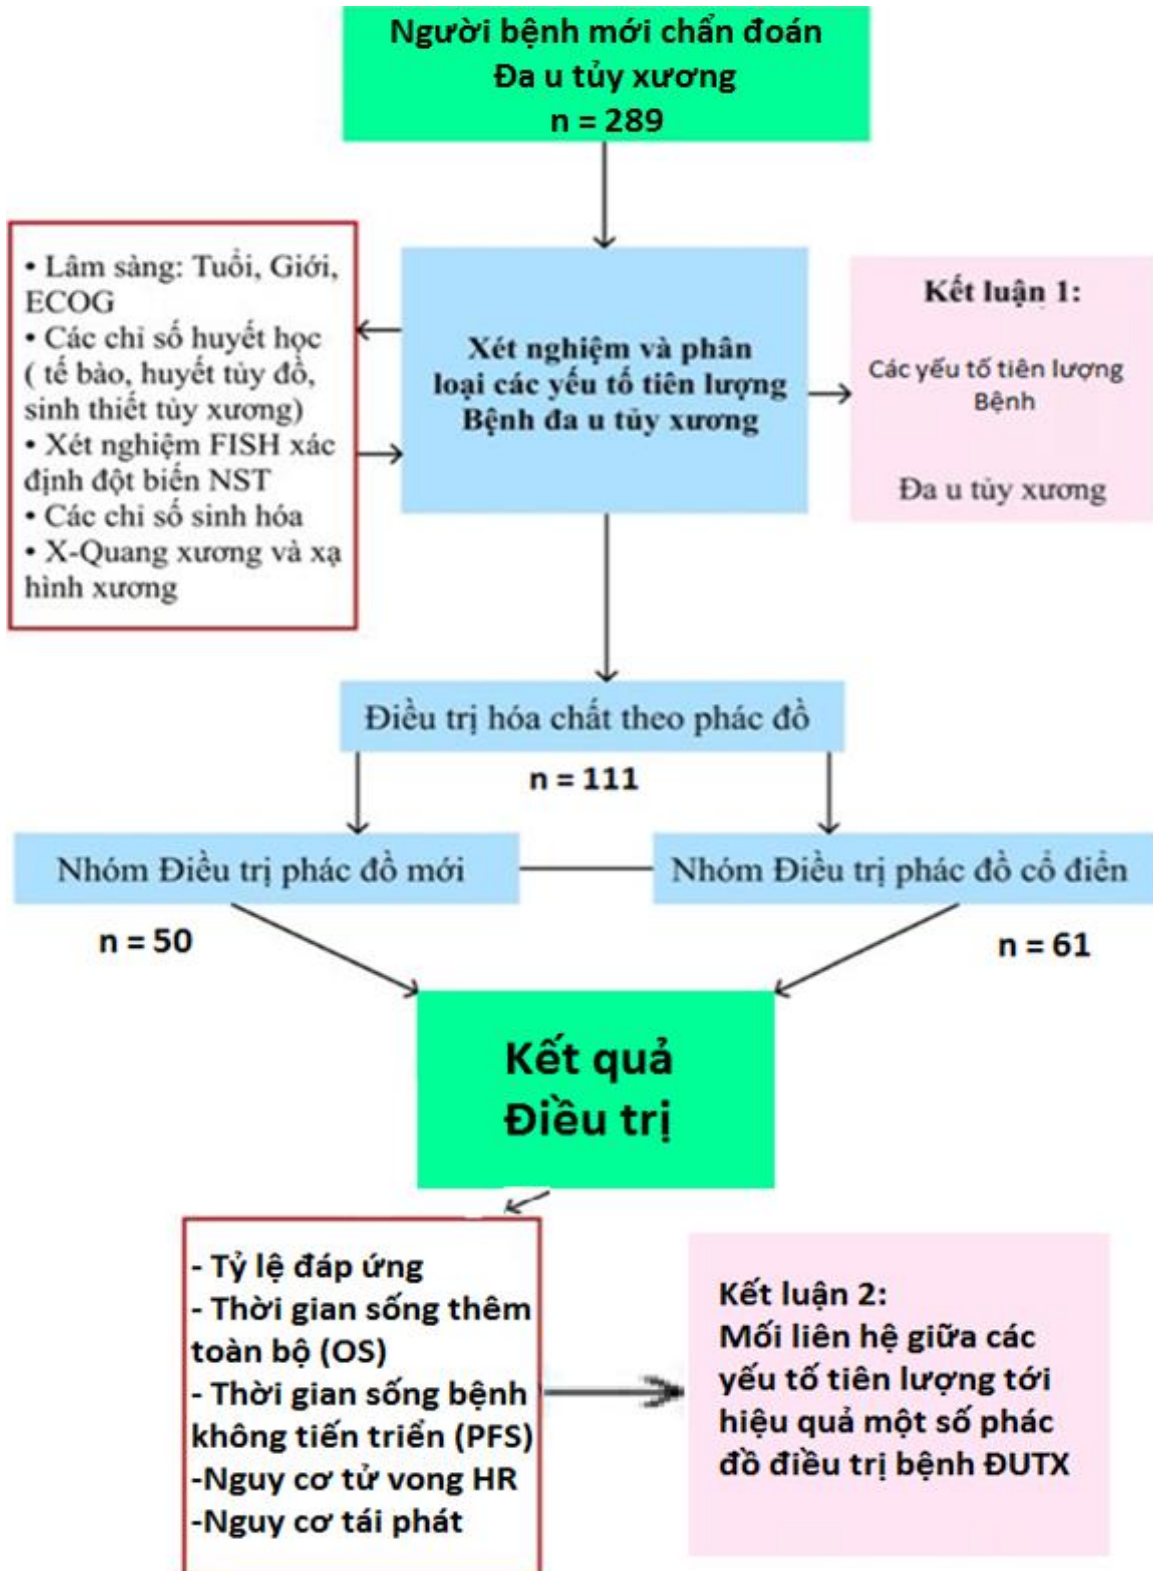 Người bệnh mới chẩn đoán
Đa u tủy xương
n = 289
• Lâm sàng: Tuổi, Giới,
ECOG
• Các chỉ số huyết học
( tế bào, huyết tủy đồ,
sinh thiết tủy xương)
• Xét nghiệm FISH xác
định đột biến NST
• Các chỉ số sinh hóa
• X-Quang xương và xạ
hình xương
Xét nghiệm và phân
loại các yếu tố tiên lượng
Bệnh đa u tủy xương
Kết luận 1:
Các yếu tố tiên lượng
Bệnh
Đa u tủy xương
Điều trị hóa chất theo phác đồ
n = 111
Nhóm Điều trị phác đồ mới
Nhóm Điều trị phác đồ cổ điển
n = 50
n = 61
Kết quả
Điều trị
- Tỷ lệ đáp ứng
- Thời gian sống thêm
toàn bộ (OS)
- Thời gian sống bệnh
không tiến triển (PFS)
-Nguy cơ tử vong HR
-Nguy cơ tái phát
Kết luận 2:
Mối liên hệ giữa các
yếu tố tiên lượng tới
hiệu quả một số phác
đồ điều trị bệnh ĐUTX